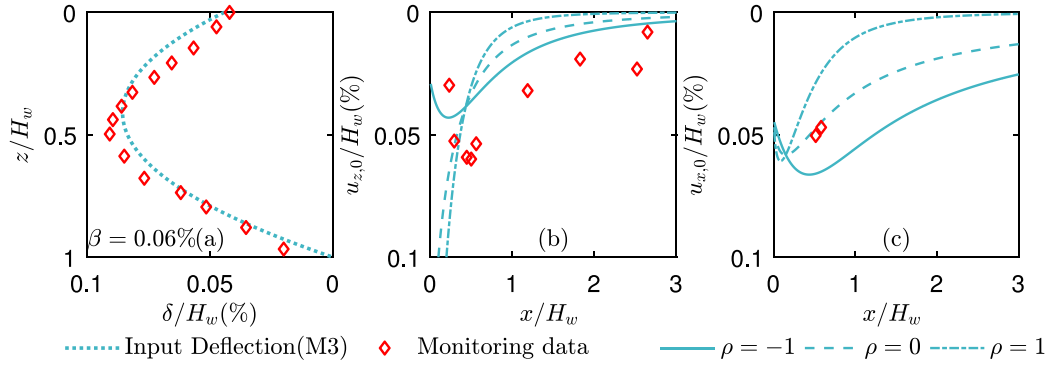 0
z/H_w
0.5
β = 0.06%(a)
1
0.1 0.05 0
δ/H_w(%)
0
u_{z,0}/H_w(%)
0.05
(b)
0.1
0 1 2 3
x/H_w
0
u_{x,0}/H_w(%)
0.05
(c)
0.1
0 1 2 3
x/H_w
Input Deflection(M3) Monitoring data ρ = −1 ρ = 0 ρ = 1